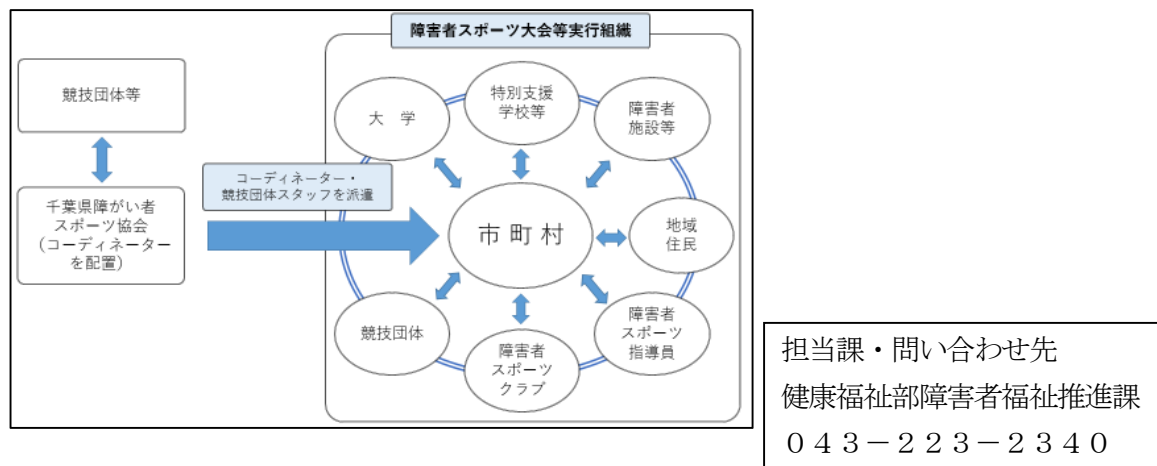 障害者スポーツ大会等実行組織
競技団体等
千葉県障がい者
スポーツ協会
（コーディネーター
を配置）
コーディネーター・
競技団体スタッフを派遣
大　学
特別支援
学校等
障害者
施設等
市 町 村
地域
住民
競技団体
障害者
スポーツ
クラブ
障害者
スポーツ
指導員
担当課・問い合わせ先
健康福祉部障害者福祉推進課
０４３－２２３－２３４０